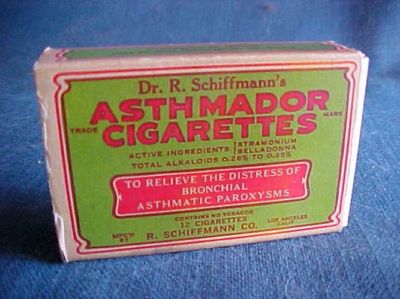 Dr. R. Schiffmann's
ASTHMADOR
TRADE CIGARETTES MARK
ACTIVE INGREDIENTS STRAMONIUM
BELLADONNA
TOTAL ALKALOIDS 0.26% TO 0.35%
TO RELIEVE THE DISTRESS OF
BRONCHIAL
ASTHMATIC PAROXYSMS
CONTAINS NO TOBACCO
12 CIGARETTES
MFG'D BY R. SCHIFFMANN CO. LOS ANGELES CALIF